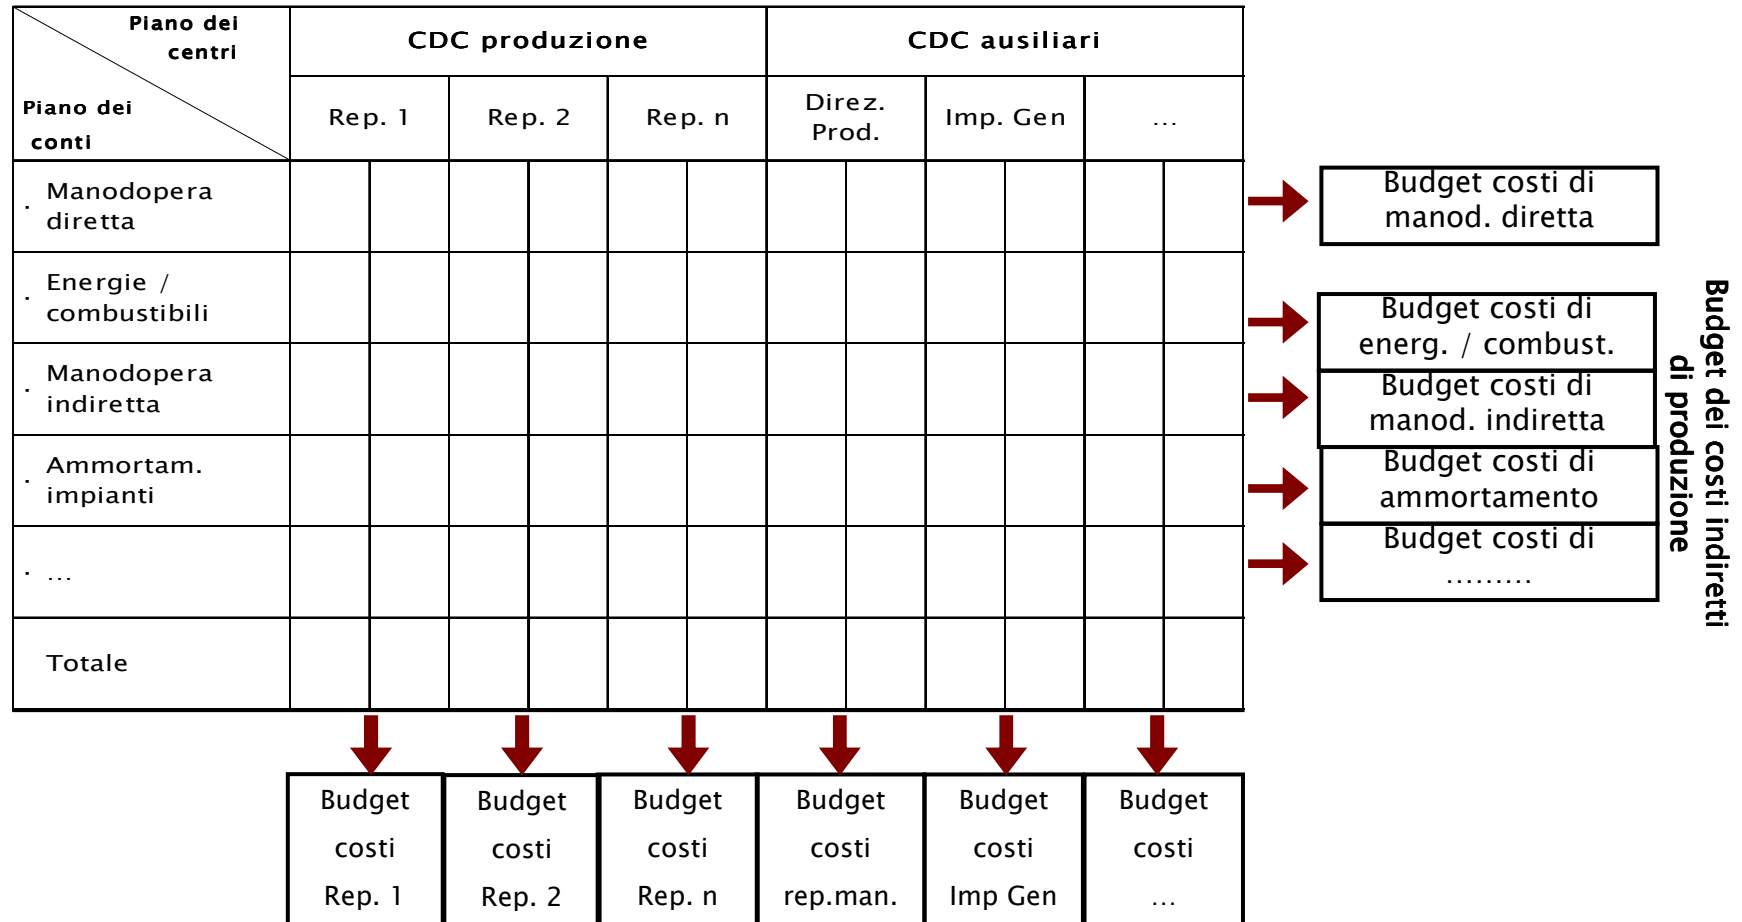 Piano dei
centri
Piano dei
conti
CDC produzione
CDC ausiliari
Rep. 1
Rep. 2
Rep. n
Direz.
Prod.
Imp. Gen
...
· Manodopera
diretta
· Energie /
combustibili
· Manodopera
indiretta
· Ammortam.
impianti
· ...
Totale
Budget costi di
manod. diretta
Budget costi di
energ. / combust.
Budget costi di
manod. indiretta
Budget costi di
ammortamento
Budget costi di
.........
Budget dei costi indiretti
di produzione
Budget
costi
Rep. 1
Budget
costi
Rep. 2
Budget
costi
Rep. n
Budget
costi
rep.man.
Budget
costi
Imp Gen
Budget
costi
...